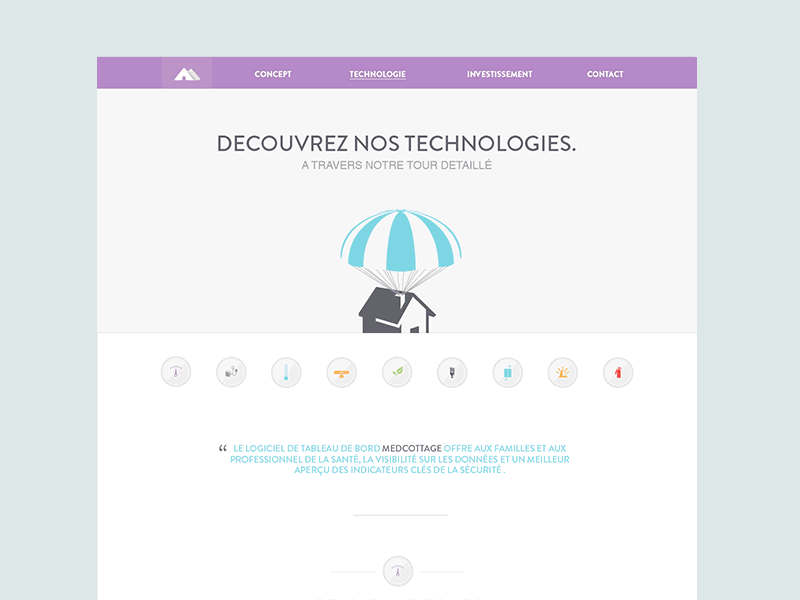 CONCEPT TECHNOLOGIE INVESTISSEMENT CONTACT
DECOUVREZ NOS TECHNOLOGIES.
A TRAVERS NOTRE TOUR DETAILLÉ
“ LE LOGICIEL DE TABLEAU DE BORD MEDCOTTAGE OFFRE AUX FAMILLES ET AUX
PROFESSIONNEL DE LA SANTÉ, LA VISIBILITÉ SUR LES DONNÉES ET UN MEILLEUR
APERÇU DES INDICATEURS CLÉS DE LA SÉCURITÉ .